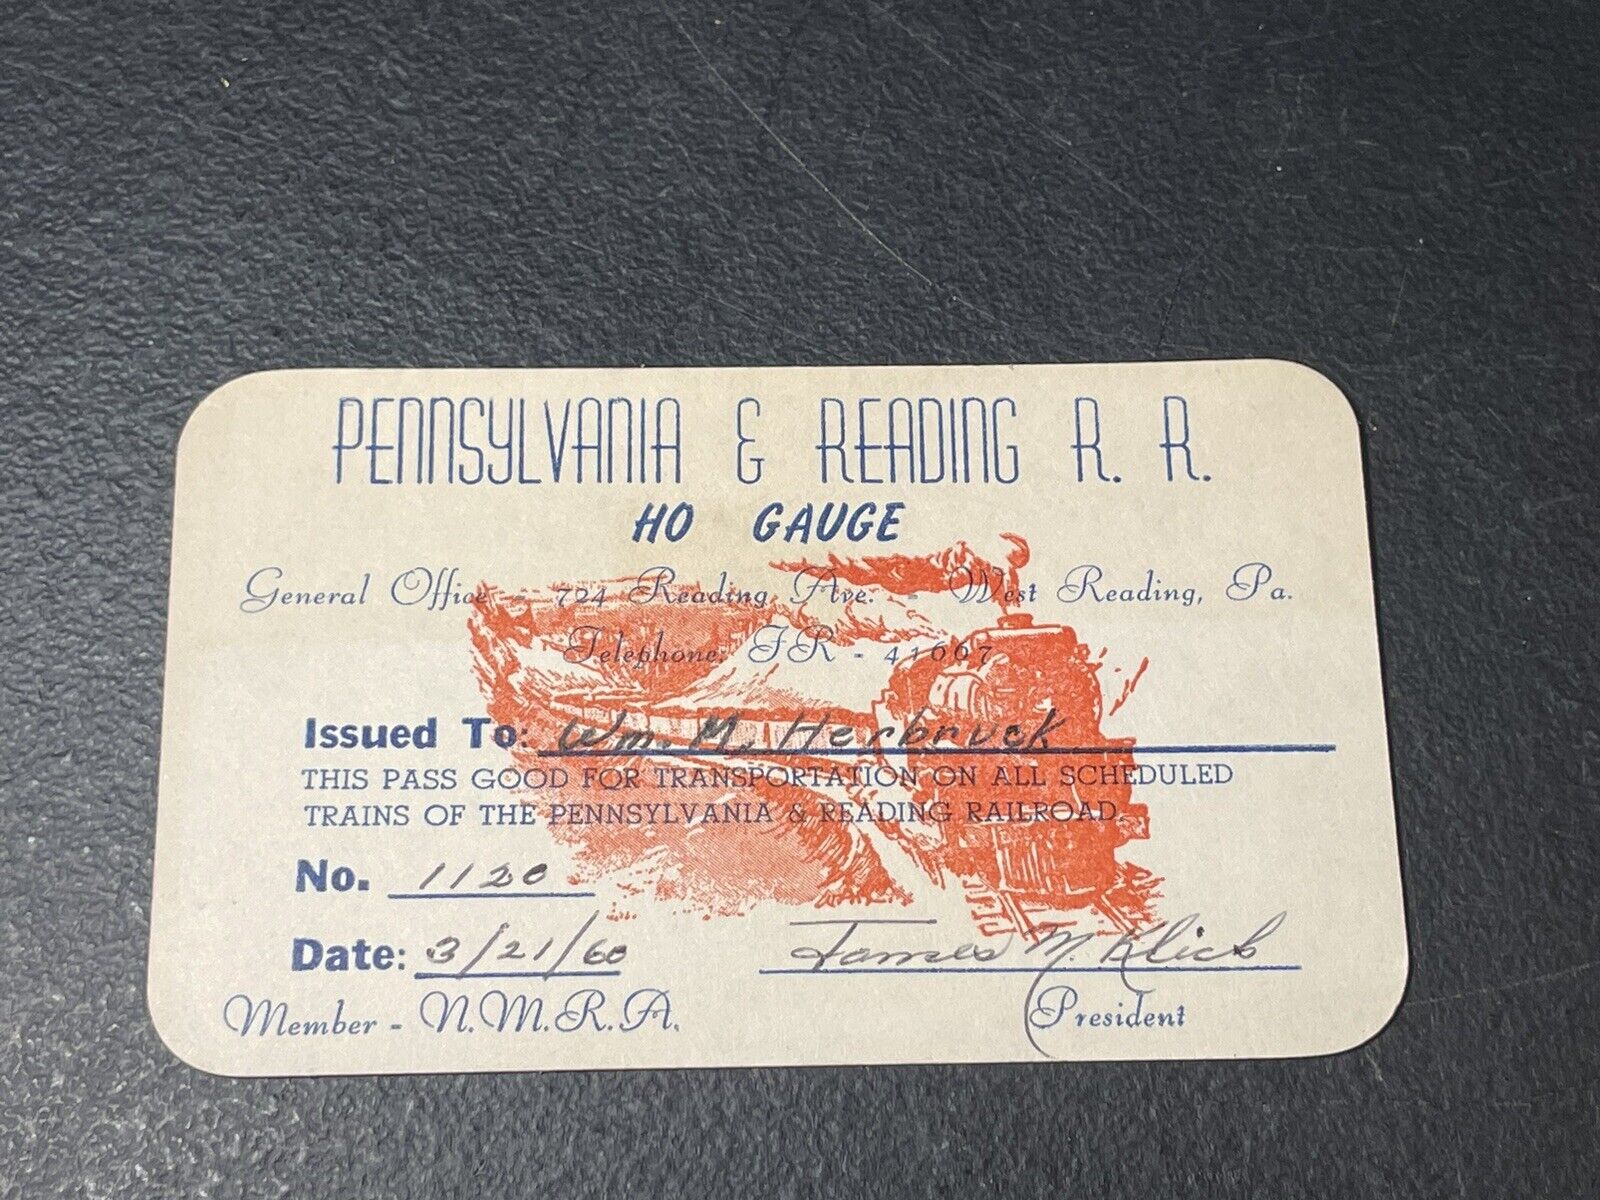 PENNSYLVANIA & READING R. R.
HO GAUGE
General Office - 724 Reading Ave. - West Reading, Pa.
Telephone: FR - 41667
Issued To: Wm. M. Herbruck
THIS PASS GOOD FOR TRANSPORTATION ON ALL SCHEDULED
TRAINS OF THE PENNSYLVANIA & READING RAILROAD.
No. 1120
Date: 3/21/60 James M. Klick
Member - N.M.R.A. President